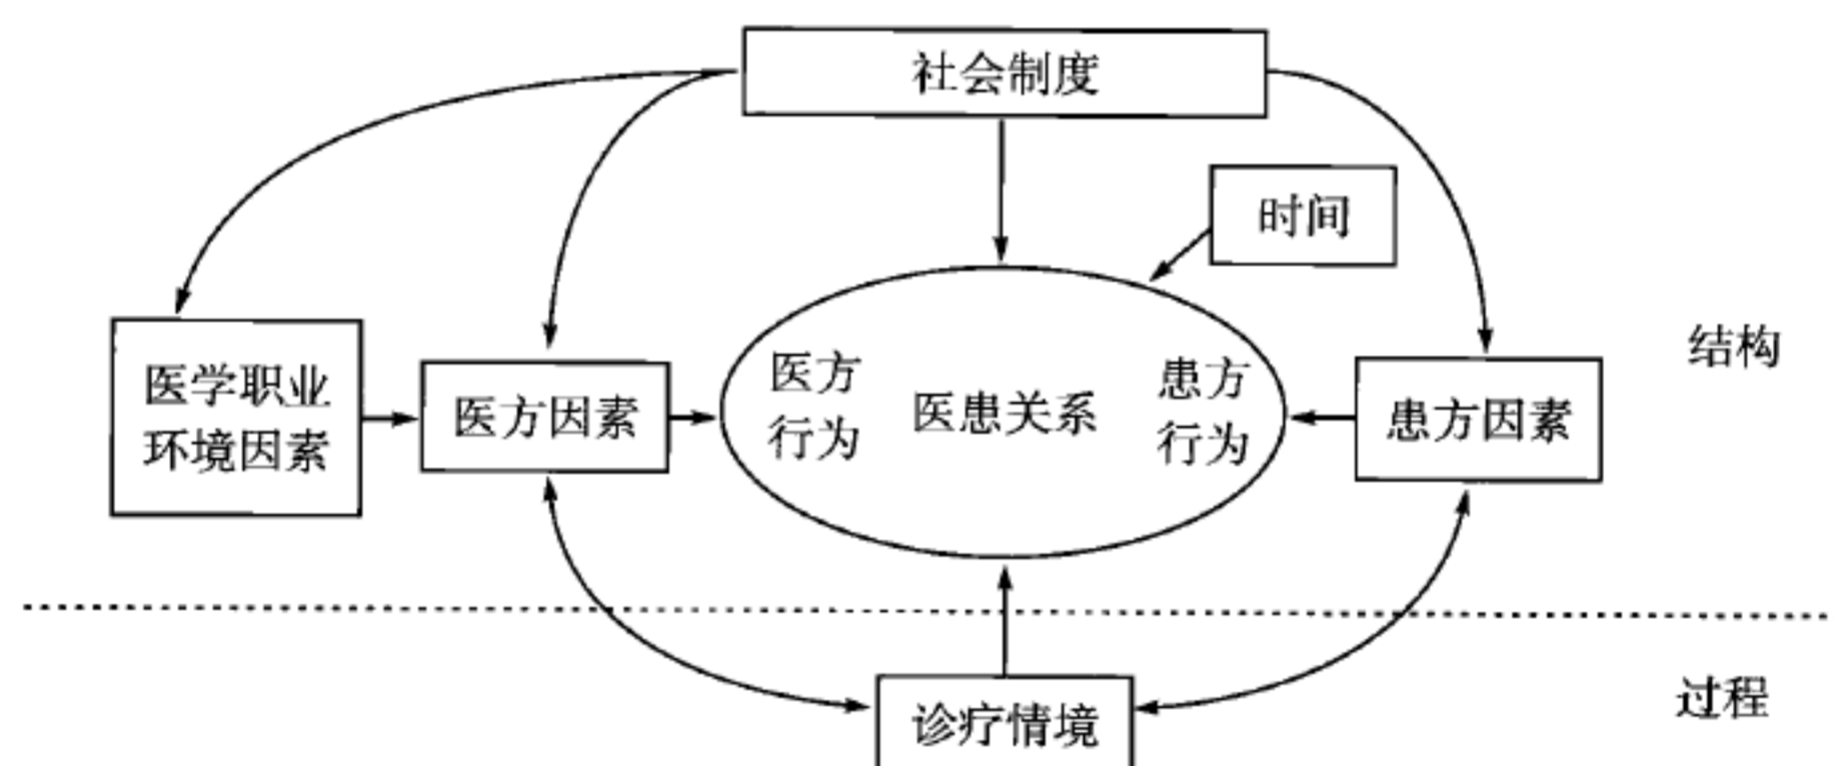 社会制度
时间
结构
医学职业
环境因素
医方因素
医方
行为
医患关系
患方
行为
患方因素
过程
诊疗情境